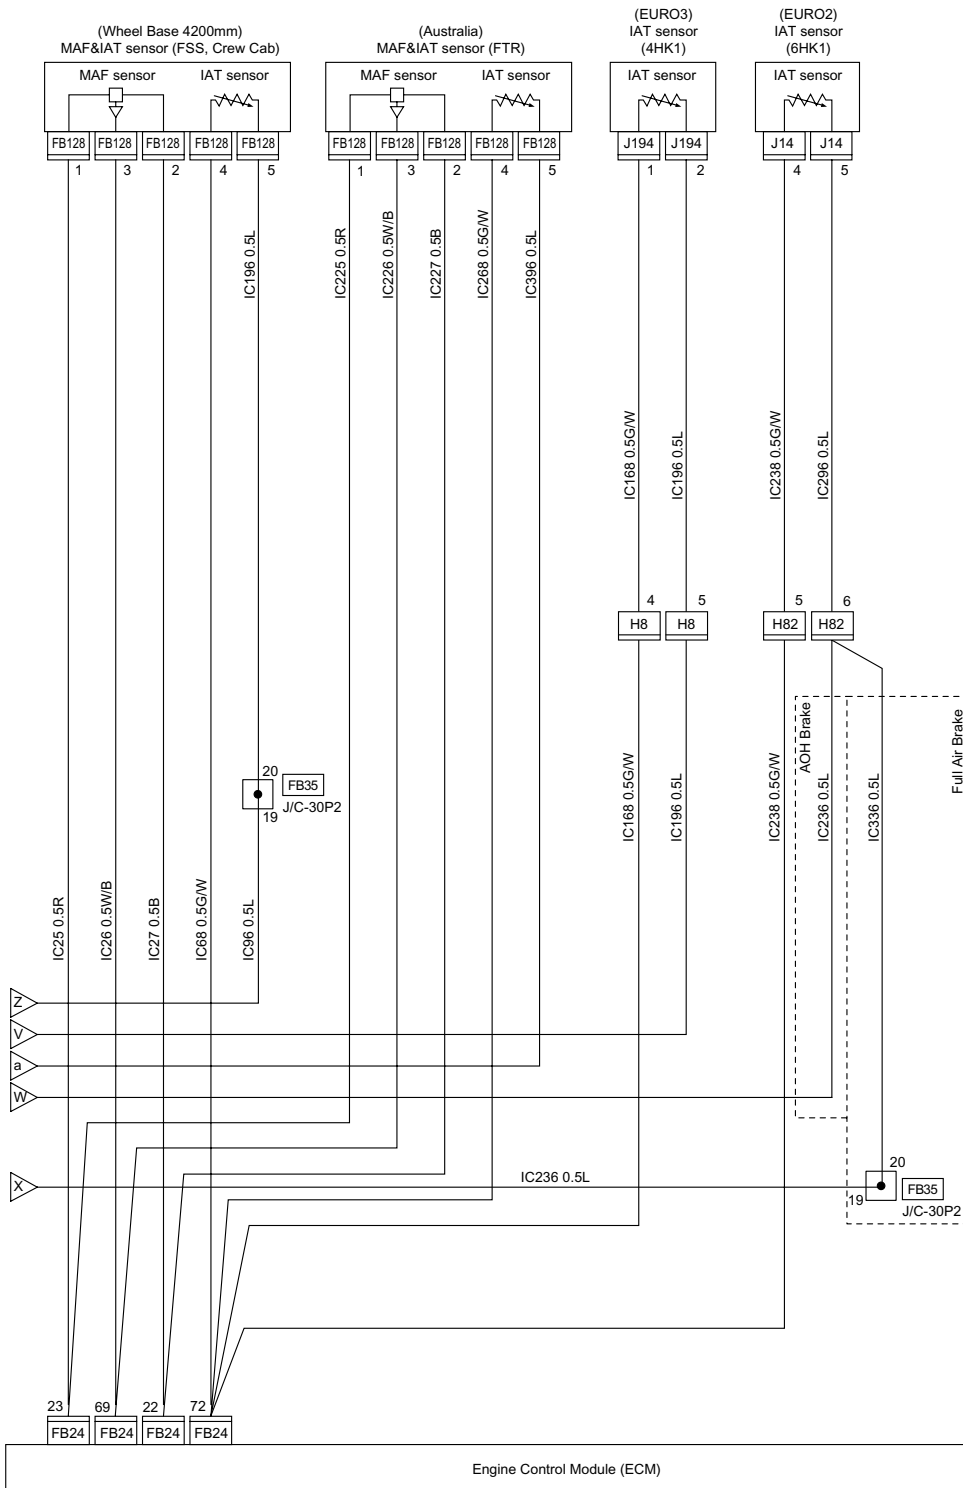 (Wheel Base 4200mm)
MAF&IAT sensor (FSS, Crew Cab)
MAF sensor
IAT sensor
FB128
FB128
FB128
FB128
FB128
1
3
2
4
5
(Australia)
MAF&IAT sensor (FTR)
MAF sensor
IAT sensor
FB128
FB128
FB128
FB128
FB128
1
3
2
4
5
(EURO3)
IAT sensor
(4HK1)
IAT sensor
J194
J194
1
2
(EURO2)
IAT sensor
(6HK1)
IAT sensor
J14
J14
4
5
IC196 0.5L
IC225 0.5R
IC226 0.5W/B
IC227 0.5B
IC268 0.5G/W
IC396 0.5L
IC168 0.5G/W
IC196 0.5L
IC238 0.5G/W
IC296 0.5L
4
5
5
6
H8
H8
H82
H82
AOH Brake
Full Air Brake
20
FB35
19
J/C-30P2
IC168 0.5G/W
IC196 0.5L
IC238 0.5G/W
IC236 0.5L
IC336 0.5L
IC25 0.5R
IC26 0.5W/B
IC27 0.5B
IC68 0.5G/W
IC96 0.5L
Z
V
a
W
X
IC236 0.5L
20
19
FB35
J/C-30P2
23
69
22
72
FB24
FB24
FB24
FB24
Engine Control Module (ECM)